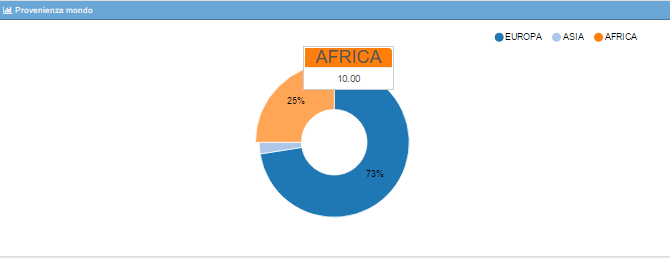 Provenienza mondo
EUROPA ASIA AFRICA
AFRICA
10.00
25%
73%